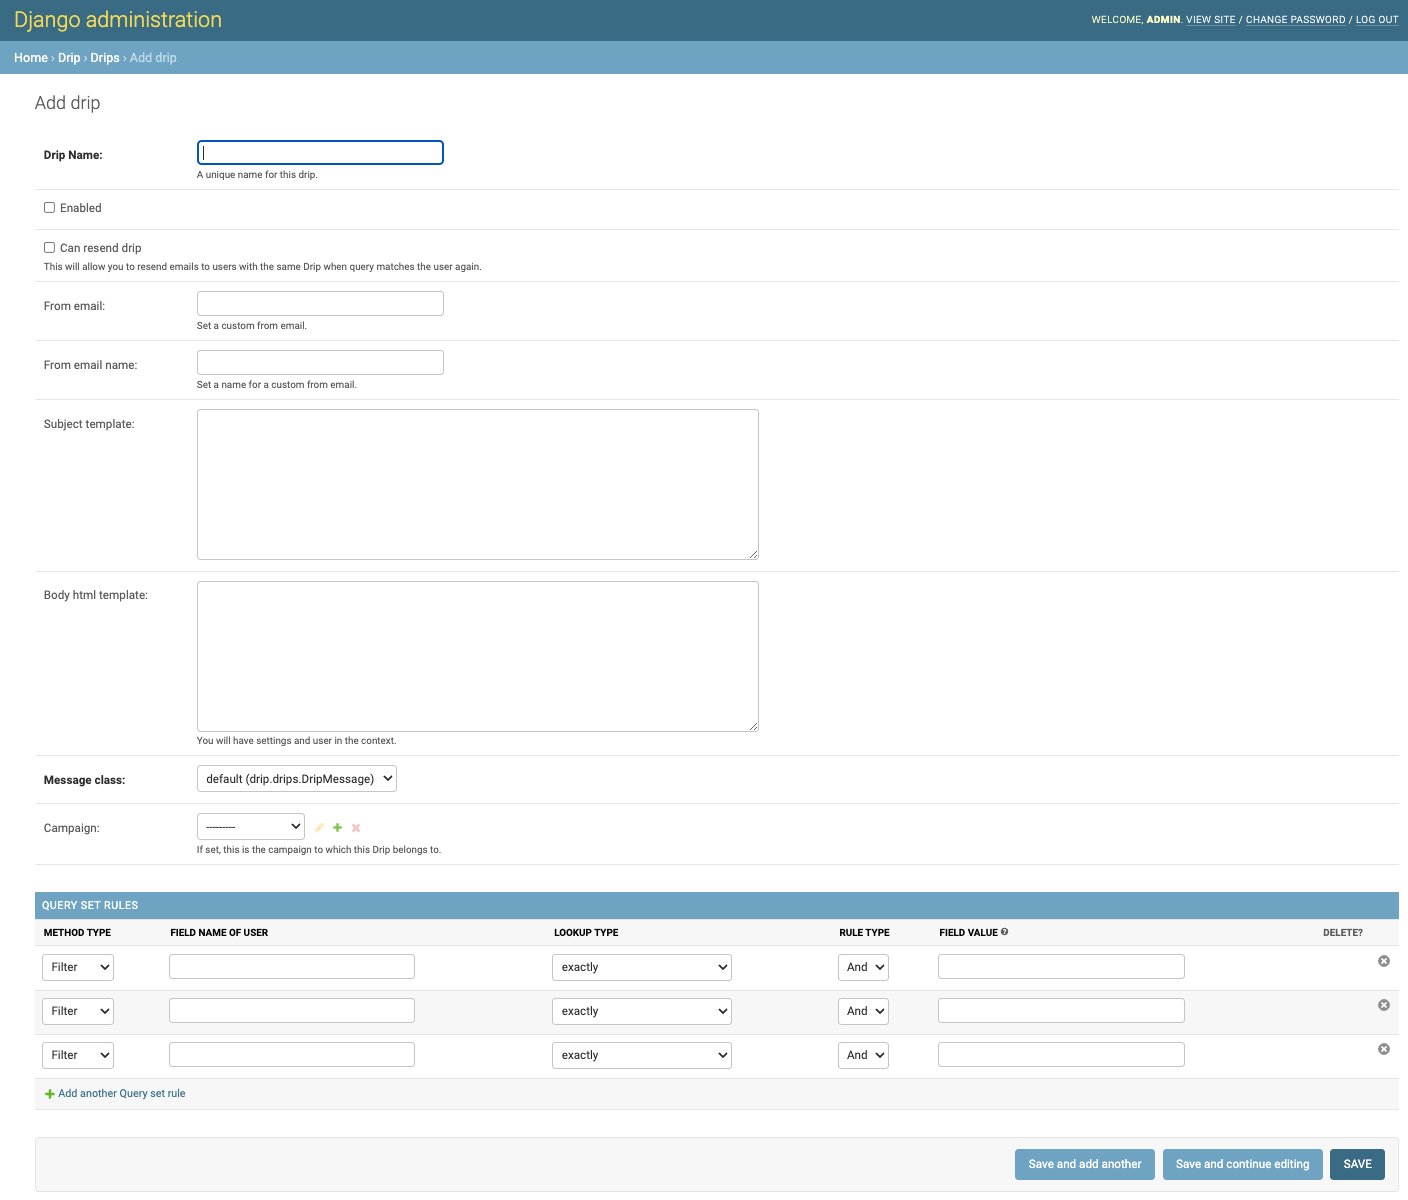 Django administration
WELCOME, ADMIN. VIEW SITE / CHANGE PASSWORD / LOG OUT
Home › Drip › Drips › Add drip
Add drip
Drip Name:
A unique name for this drip.
Enabled
Can resend drip
This will allow you to resend emails to users with the same Drip when query matches the user again.
From email:
Set a custom from email.
From email name:
Set a name for a custom from email.
Subject template:
Body html template:
You will have settings and user in the context.
Message class: default (drip.drips.DripMessage)
Campaign: ---------
If set, this is the campaign to which this Drip belongs to.
QUERY SET RULES
METHOD TYPE FIELD NAME OF USER LOOKUP TYPE RULE TYPE FIELD VALUE DELETE?
Filter exactly And
Filter exactly And
Filter exactly And
Add another Query set rule
Save and add another Save and continue editing SAVE